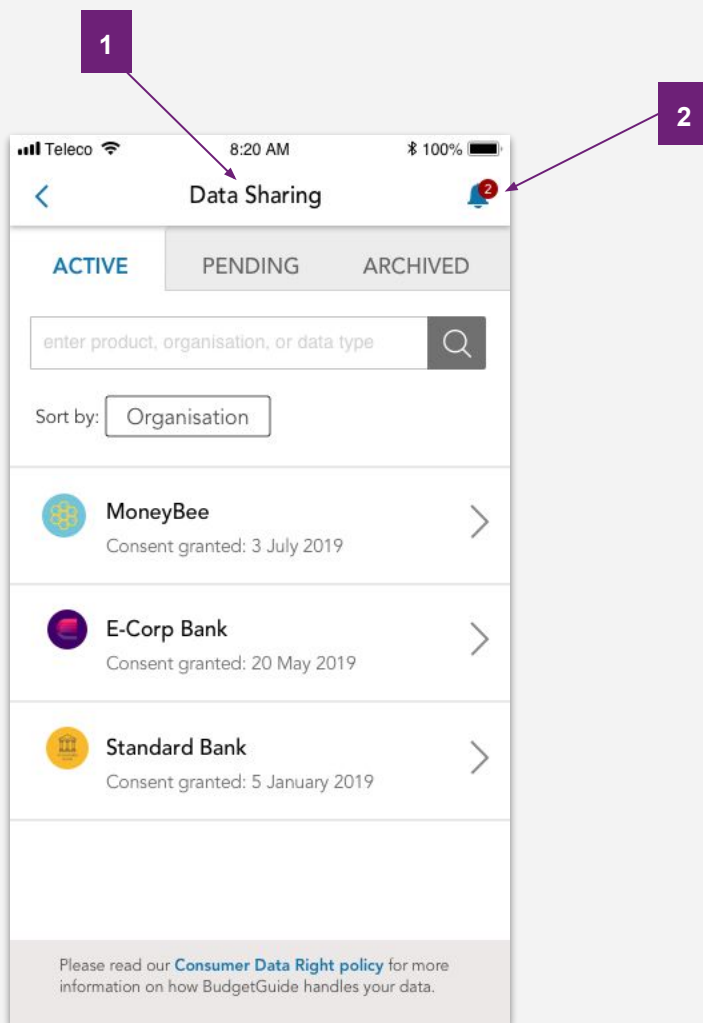 1
2
Teleco 8:20 AM 100%
Data Sharing 2
ACTIVE PENDING ARCHIVED
enter product, organisation, or data type
Sort by: Organisation
MoneyBee
Consent granted: 3 July 2019
E-Corp Bank
Consent granted: 20 May 2019
Standard Bank
Consent granted: 5 January 2019
Please read our Consumer Data Right policy for more
information on how BudgetGuide handles your data.